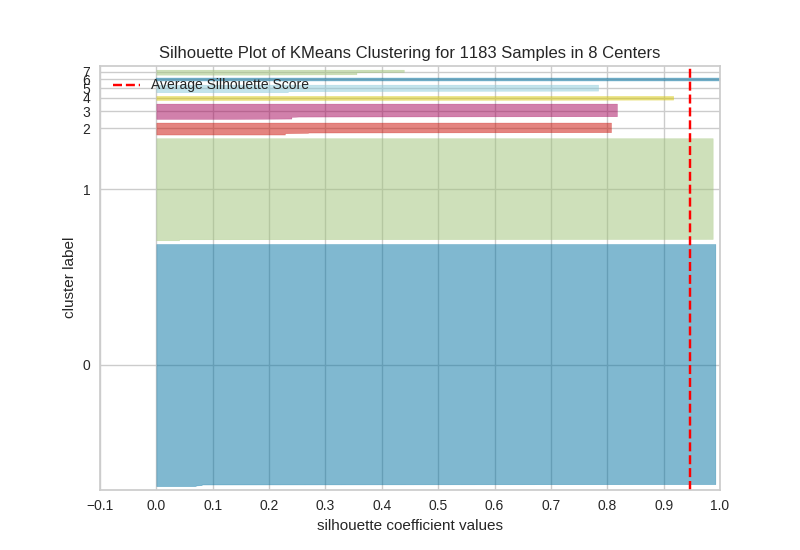 Silhouette Plot of KMeans Clustering for 1183 Samples in 8 Centers
7
6
5
Average Silhouette Score
4
3
2
1
0
cluster label
−0.1 0.0 0.1 0.2 0.3 0.4 0.5 0.6 0.7 0.8 0.9 1.0
silhouette coefficient values